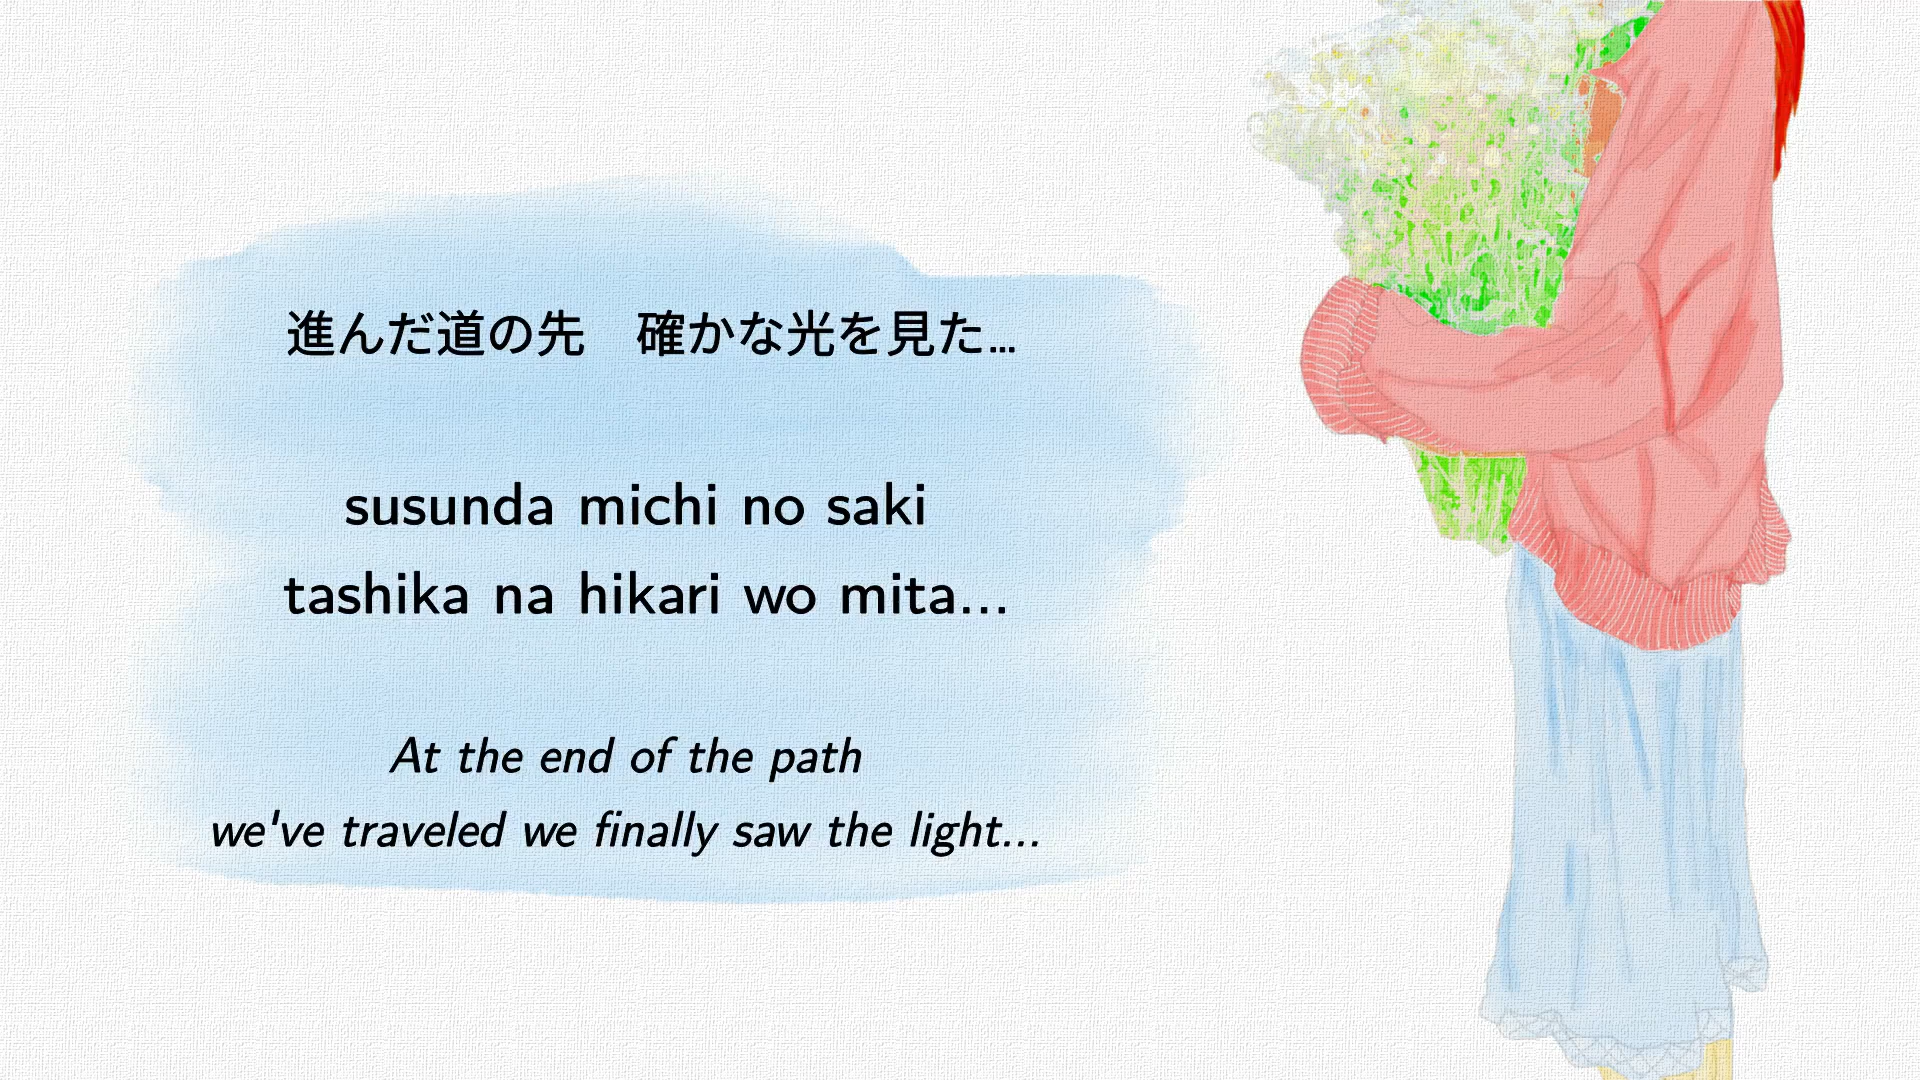 進んだ道の先　確かな光を見た…
susunda michi no saki
tashika na hikari wo mita...
At the end of the path
we've traveled we finally saw the light...